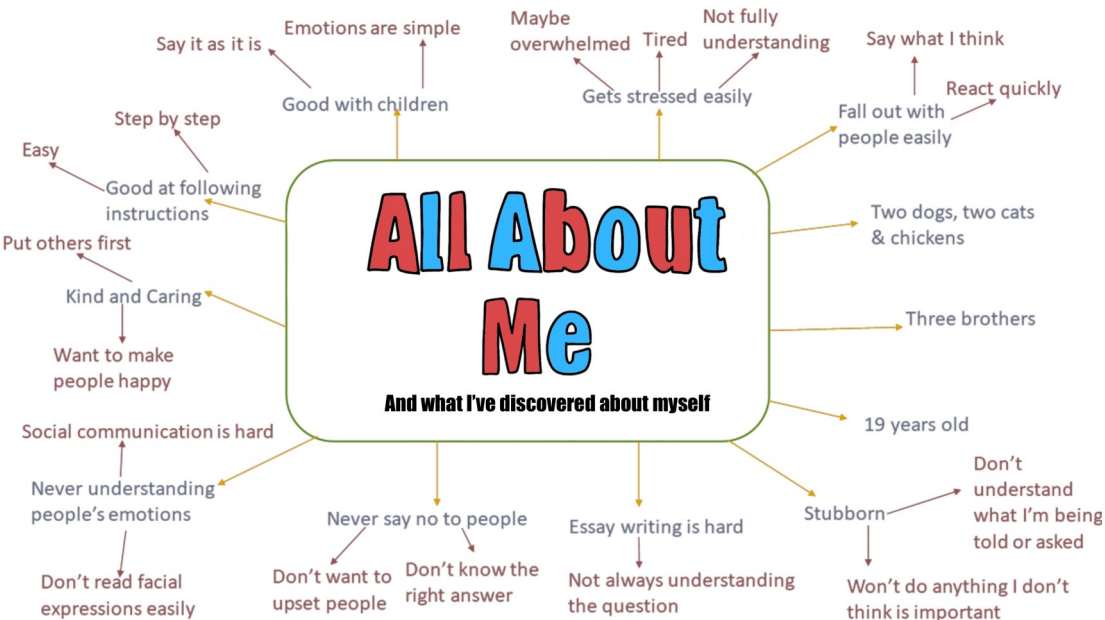 Say it as it is
Emotions are simple
Good with children
Maybe
overwhelmed
Tired
Not fully
understanding
Gets stressed easily
Say what I think
React quickly
Fall out with
people easily
Step by step
Easy
Good at following
instructions
Put others first
Kind and Caring
Want to make
people happy
All About
Me
And what I've discovered about myself
Two dogs, two cats
& chickens
Three brothers
19 years old
Social communication is hard
Never understanding
people's emotions
Don't read facial
expressions easily
Never say no to people
Don't want to
upset people
Don't know the
right answer
Essay writing is hard
Not always understanding
the question
Stubborn
Don't
understand
what I'm being
told or asked
Won't do anything I don't
think is important